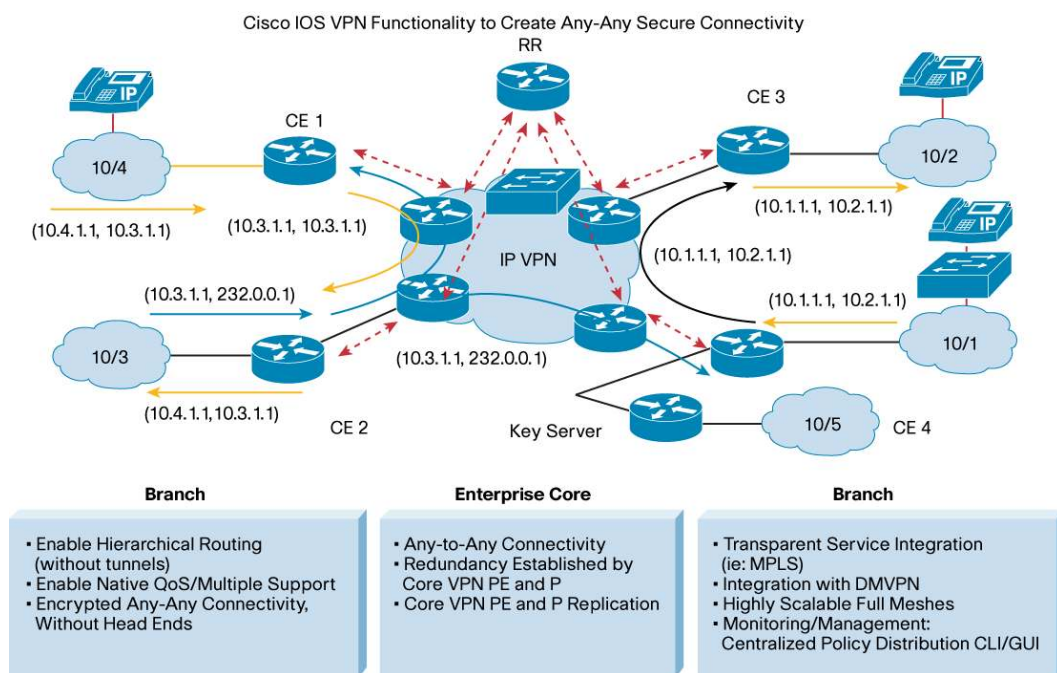 Cisco IOS VPN Functionality to Create Any-Any Secure Connectivity
RR
IP
CE 1
CE 3
IP
10/4
10/2
(10.4.1.1, 10.3.1.1)
(10.3.1.1, 10.3.1.1)
IP VPN
(10.1.1.1, 10.2.1.1)
IP
(10.1.1.1, 10.2.1.1)
(10.3.1.1, 232.0.0.1)
(10.1.1.1, 10.2.1.1)
10/3
(10.3.1.1, 232.0.0.1)
10/1
(10.4.1.1,10.3.1.1)
CE 2
Key Server
10/5
CE 4
Branch
▪ Enable Hierarchical Routing
(without tunnels)
▪ Enable Native QoS/Multiple Support
▪ Encrypted Any-Any Connectivity,
Without Head Ends
Enterprise Core
▪ Any-to-Any Connectivity
▪ Redundancy Established by
Core VPN PE and P
▪ Core VPN PE and P Replication
Branch
▪ Transparent Service Integration
(ie: MPLS)
▪ Integration with DMVPN
▪ Highly Scalable Full Meshes
▪ Monitoring/Management:
Centralized Policy Distribution CLI/GUI